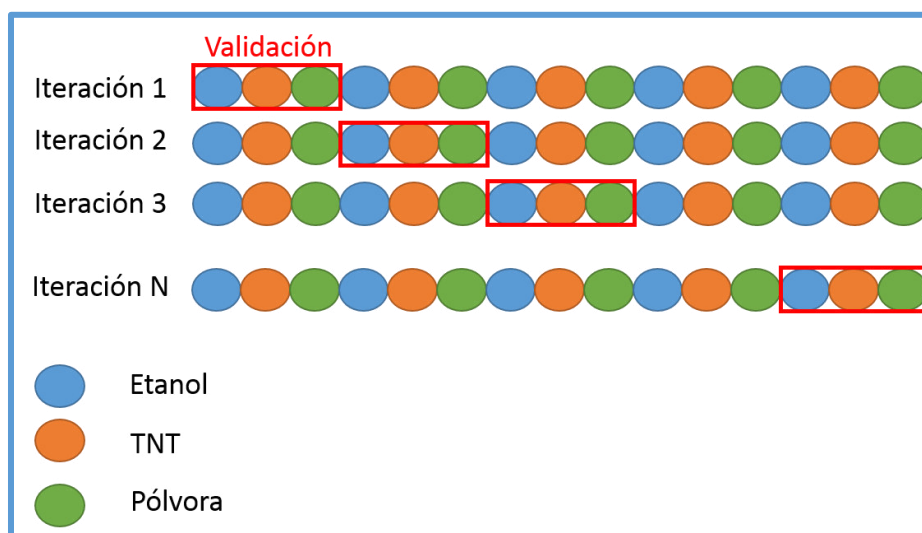 Validación
Iteración 1
Iteración 2
Iteración 3
Iteración N
Etanol
TNT
Pólvora